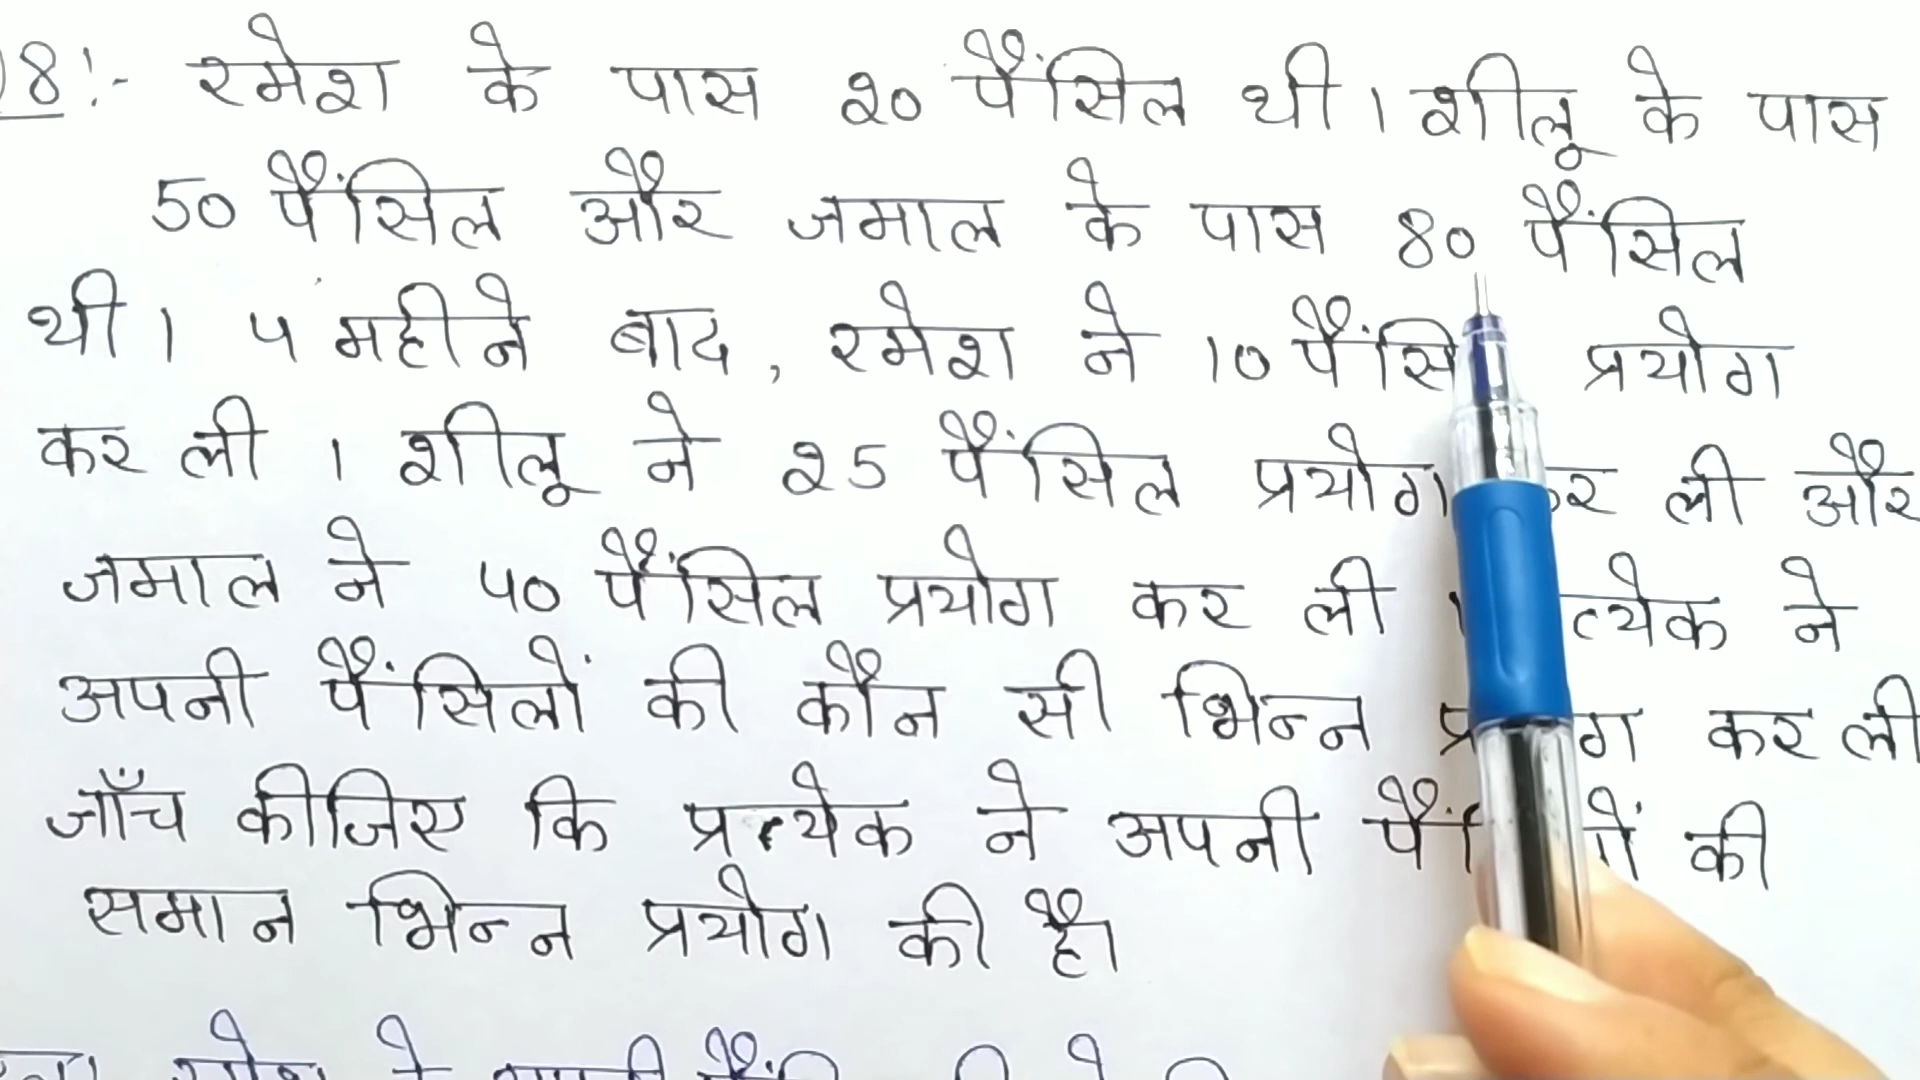 8:- रमेश के पास 20 पैंसिल थी। शीलू के पास
50 पैंसिल और जमाल के पास 80 पैंसिल
थी। 4 महीने बाद, रमेश ने 10 पैंसि प्रयोग
कर ली। शीलू ने 25 पैंसिल प्रयोग कर ली और
जमाल ने 40 पैंसिल प्रयोग कर ली। त्येक ने
अपनी पैंसिलों की कौन सी भिन्न प्र ग कर ली
जाँच कीजिए कि प्रत्येक ने अपनी पैंसि लों की
समान भिन्न प्रयोग की है।